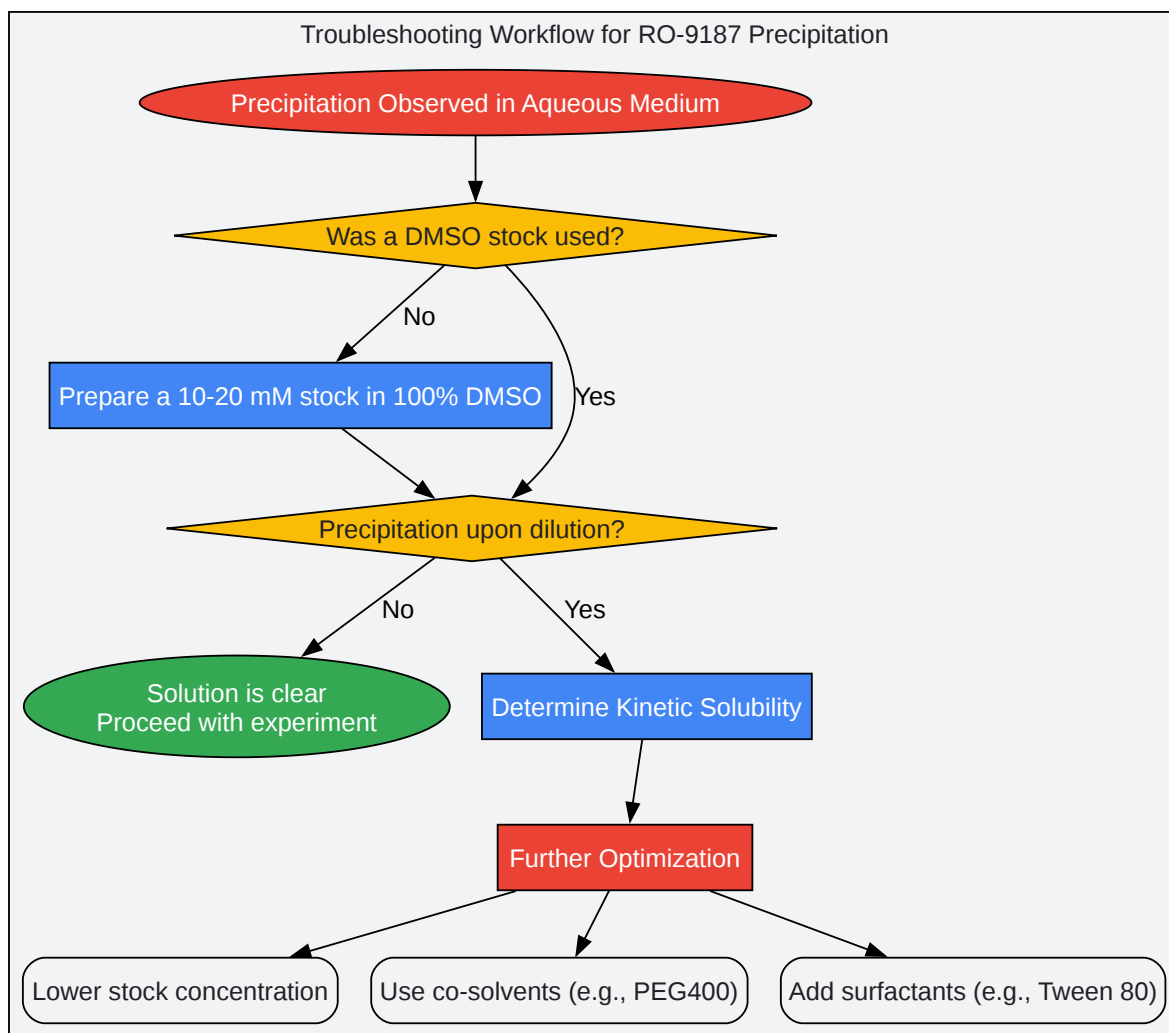 Troubleshooting Workflow for RO-9187 Precipitation
Precipitation Observed in Aqueous Medium
Was a DMSO stock used?
No
Prepare a 10-20 mM stock in 100% DMSO
Yes
Precipitation upon dilution?
No
Yes
Solution is clear
Proceed with experiment
Determine Kinetic Solubility
Further Optimization
Lower stock concentration
Use co-solvents (e.g., PEG400)
Add surfactants (e.g., Tween 80)